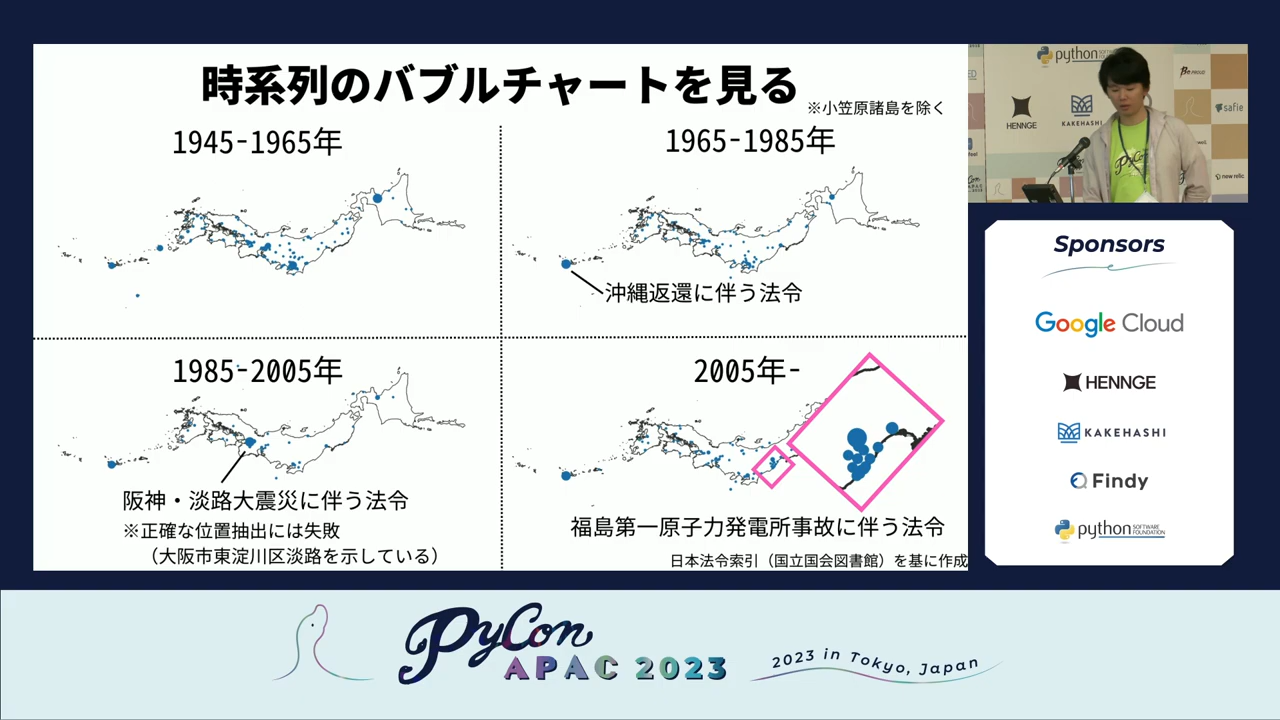 時系列のバブルチャートを見る
※小笠原諸島を除く
1945-1965年
1965-1985年
沖縄返還に伴う法令
1985-2005年
2005年-
阪神・淡路大震災に伴う法令
※正確な位置抽出には失敗
（大阪市東淀川区淡路を示している）
福島第一原子力発電所事故に伴う法令
日本法令索引（国立国会図書館）を基に作成
python
HENNGE
KAKEHASHI
safie
new relic
PyCon
Sponsors
Google Cloud
HENNGE
KAKEHASHI
Findy
python SOFTWARE FOUNDATION
PyCon
APAC 2023
2023 in Tokyo, Japan